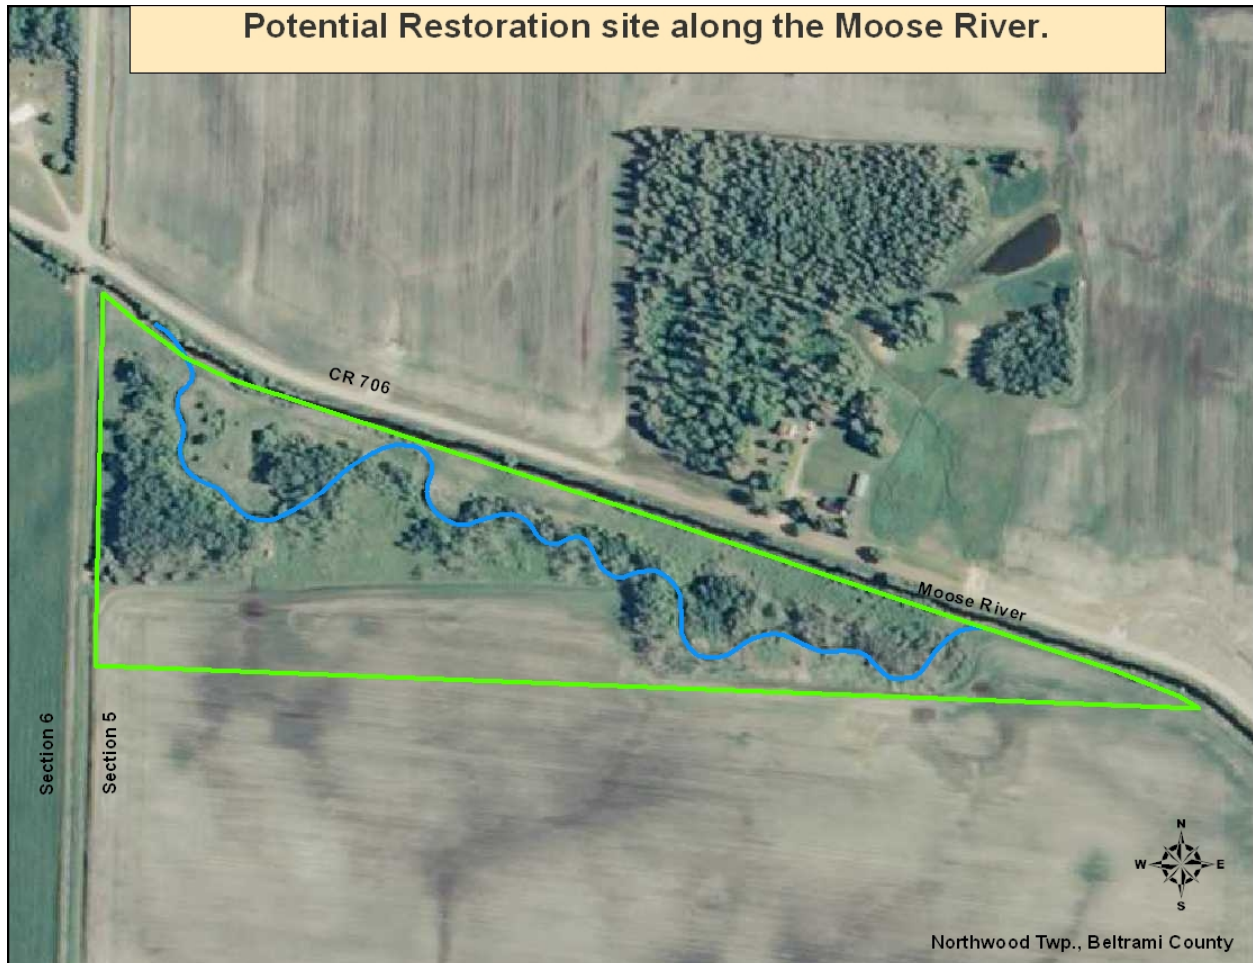 Potential Restoration site along the Moose River.
CR 706
Moose River
Section 6
Section 5
N
W
E
S
Northwood Twp., Beltrami County